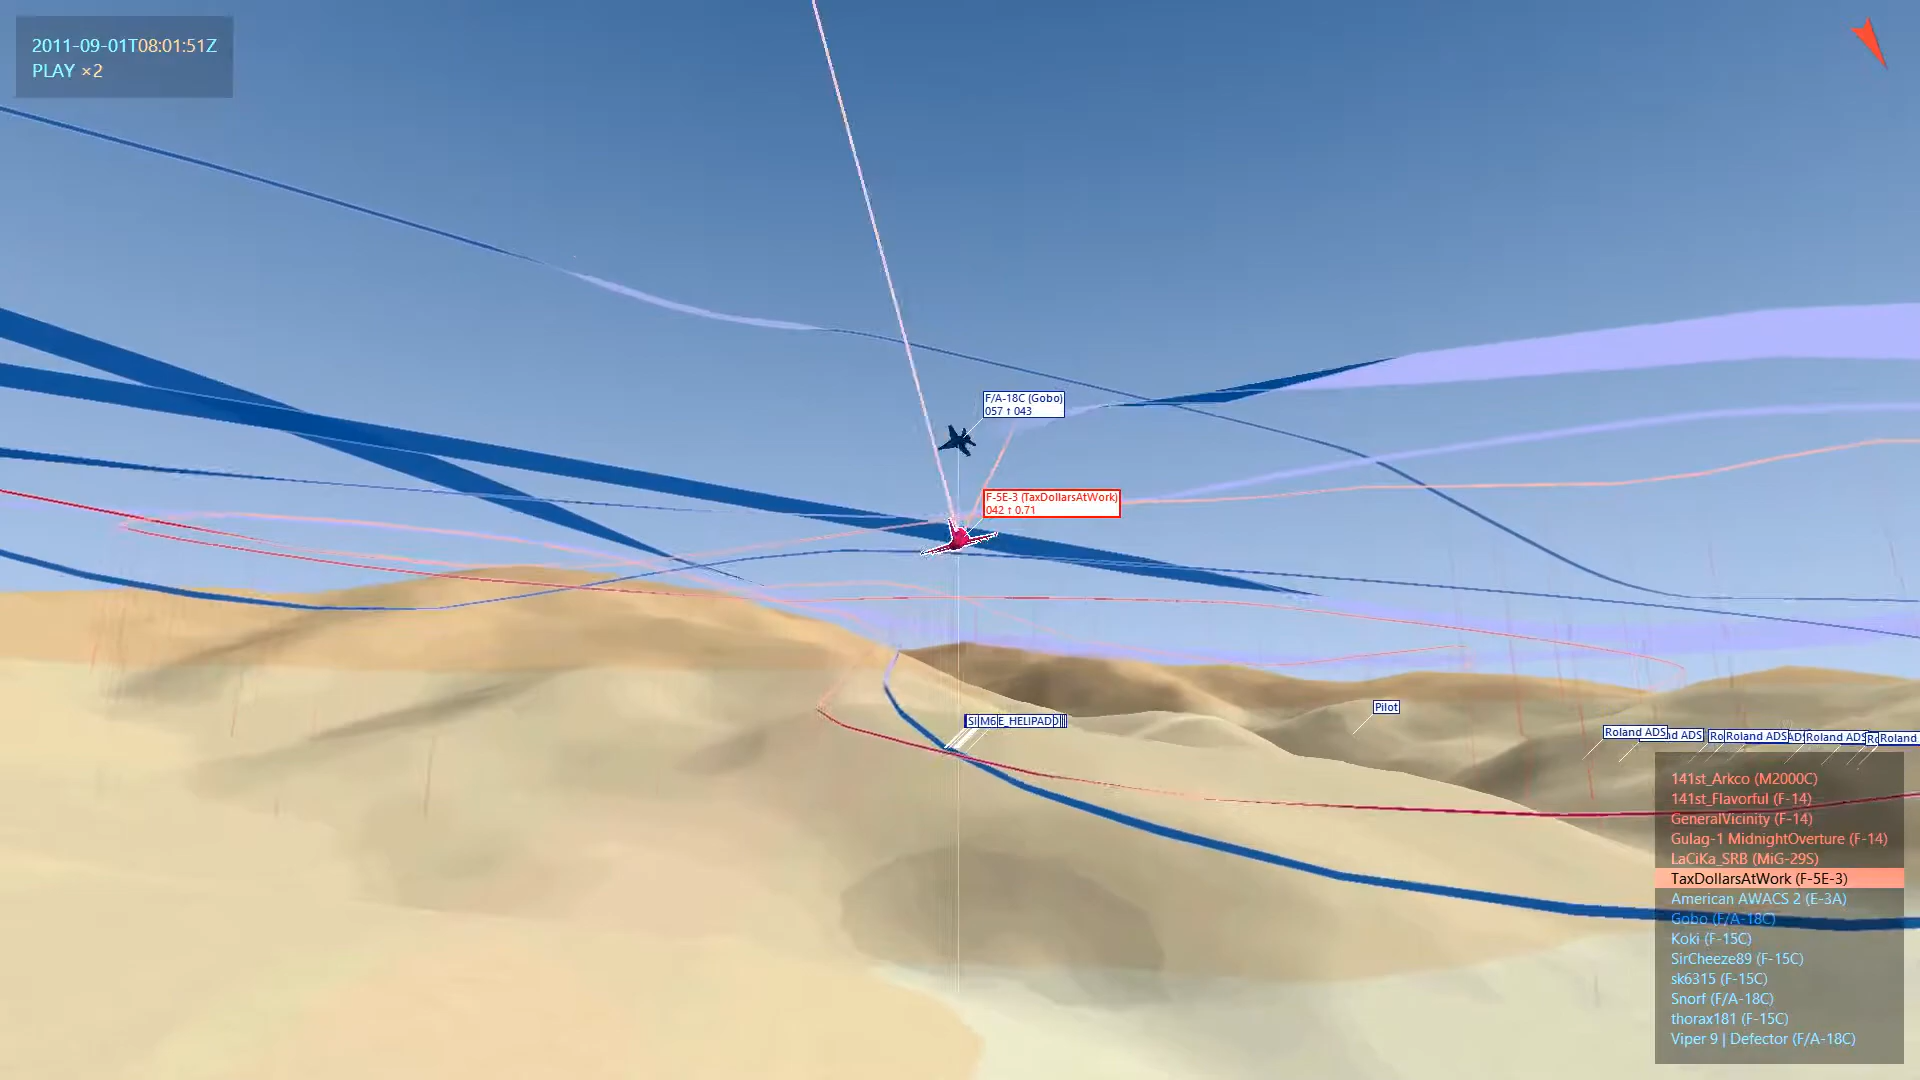 2011-09-01T08:01:51Z
PLAY ×2
F/A-18C (Gobo)
057 ↑ 043
F-5E-3 (TaxDollarsAtWork)
042 ↑ 0.71
Pilot
Roland ADS
Roland ADS
Roland ADS
Roland
141st_Arkco (M2000C)
141st_Flavorful (F-14)
GeneralVicinity (F-14)
Gulag-1 MidnightOverture (F-14)
LaCiKa_SRB (MiG-29S)
TaxDollarsAtWork (F-5E-3)
American AWACS 2 (E-3A)
Gobo (F/A-18C)
Koki (F-15C)
SirCheeze89 (F-15C)
sk6315 (F-15C)
Snorf (F/A-18C)
thorax181 (F-15C)
Viper 9 | Defector (F/A-18C)